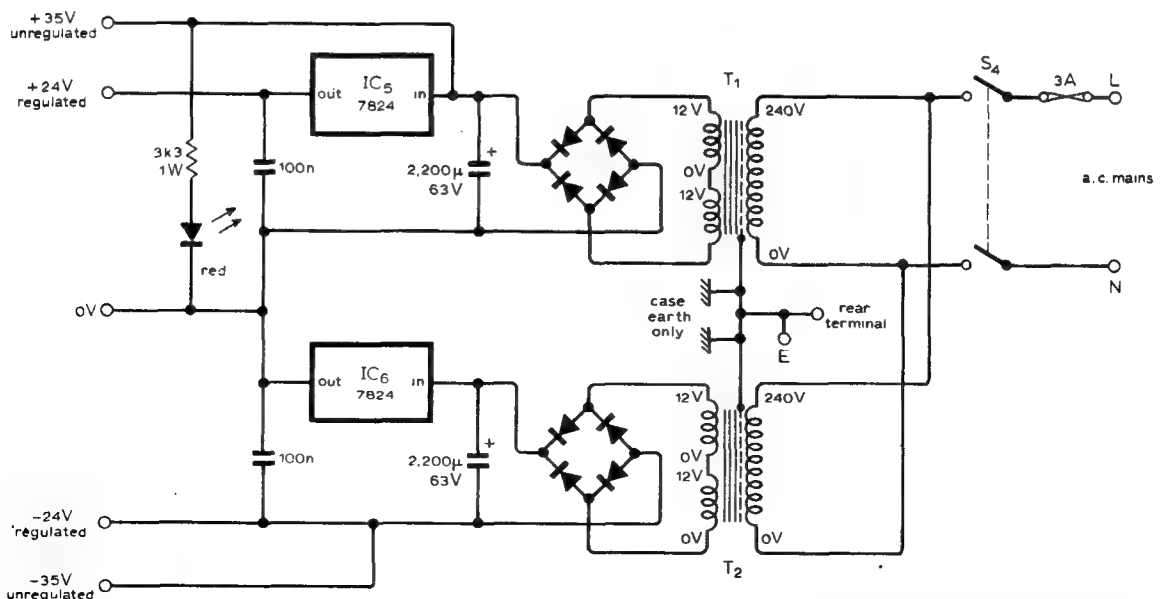 +35V
unregulated
+24V
regulated
IC5
7824
out
in
3k3
1W
100n
+
2,200μ
63V
red
0V
T1
12V
0V
12V
0V
240V
0V
S4
3A
L
a.c. mains
N
case
earth
only
rear
terminal
E
IC6
7824
out
in
100n
+
2,200μ
63V
12V
0V
12V
0V
240V
0V
T2
-24V
regulated
-35V
unregulated